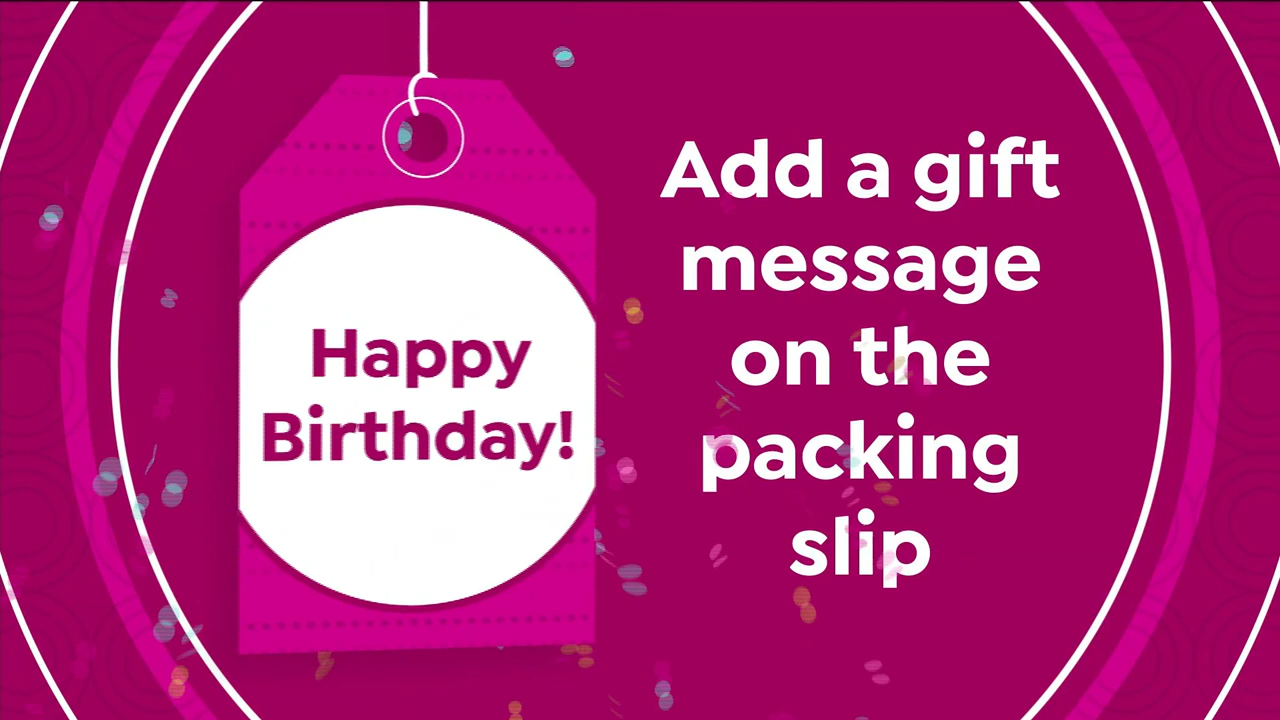 Happy
Birthday!
Add a gift
message
on the
packing
slip